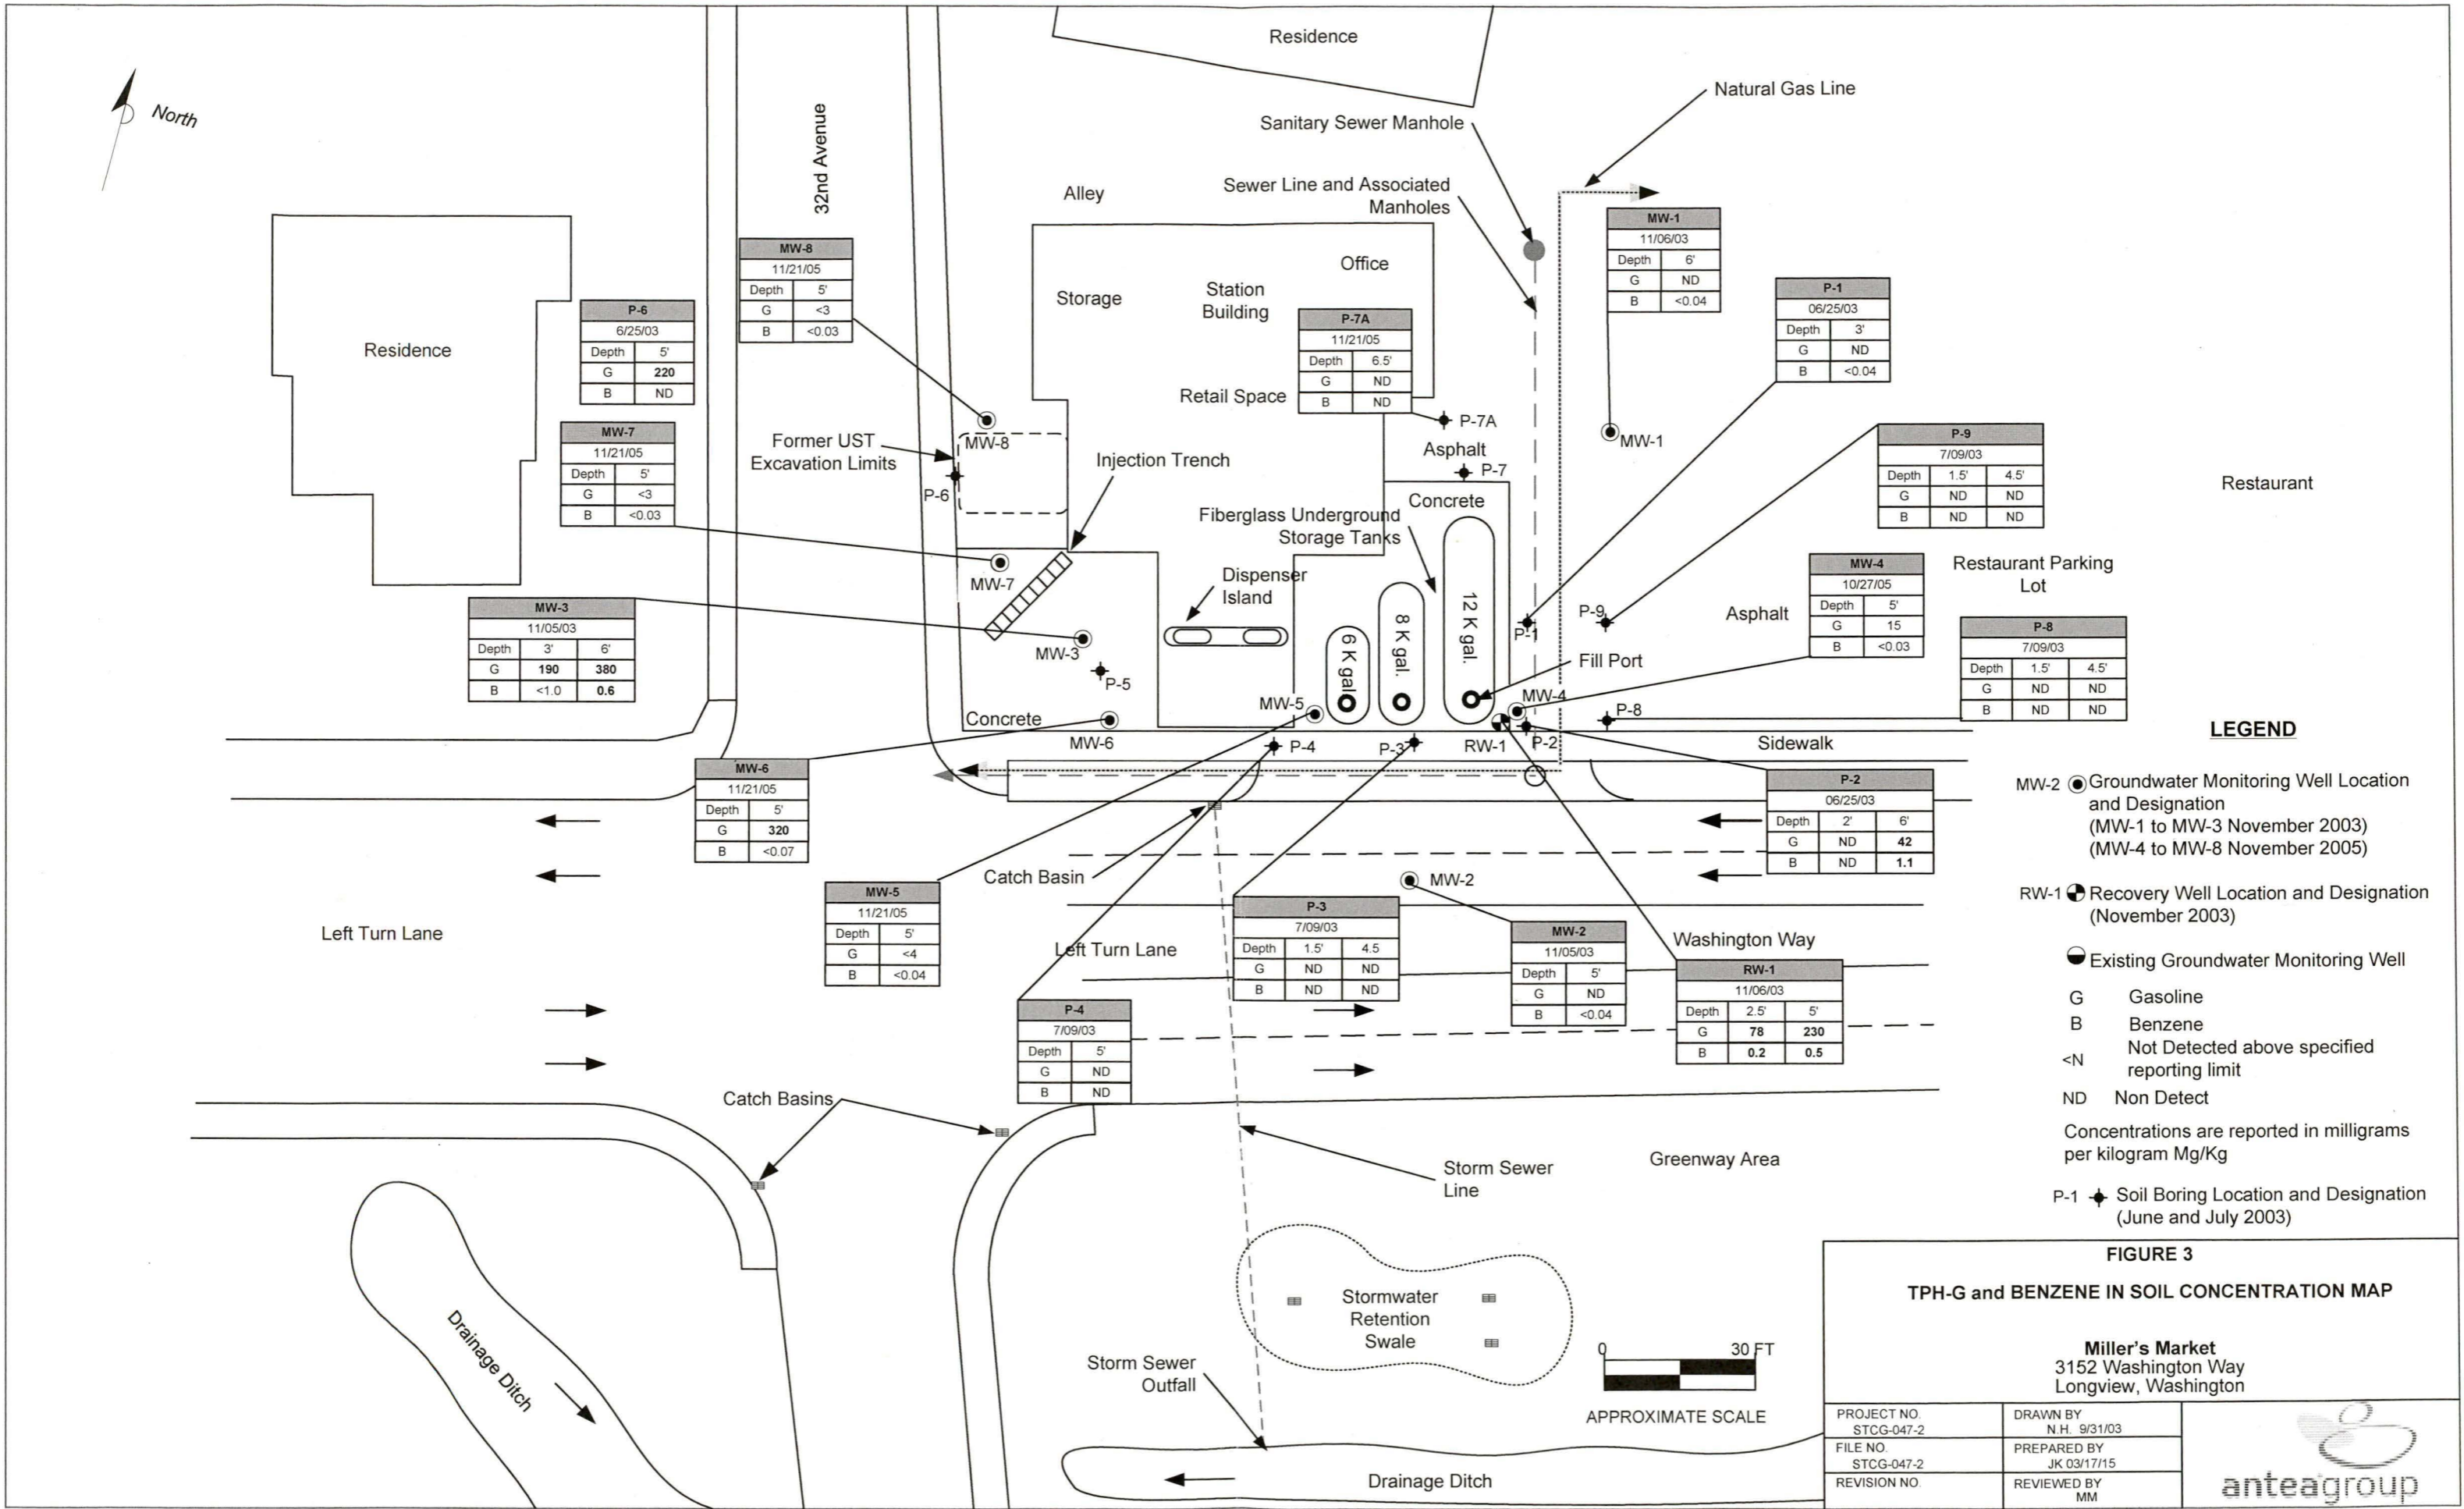 Residence
North
32nd Avenue
Natural Gas Line
Sanitary Sewer Manhole
Alley
Sewer Line and Associated
Manholes
MW-8
11/21/05
Depth 5'
G <3
B <0.03
Office
Storage
Station
Building
MW-1
11/06/03
Depth 6'
G ND
B <0.04
P-1
06/25/03
Depth 3'
G ND
B <0.04
P-6
6/25/03
Depth 5'
G 220
B ND
Residence
P-7A
11/21/05
Depth 6.5'
G ND
B ND
Retail Space
P-7A
MW-7
11/21/05
Depth 5'
G <3
B <0.03
Former UST
Excavation Limits
MW-8
Injection Trench
Asphalt
P-7
MW-1
P-9
7/09/03
Depth 1.5' 4.5'
G ND ND
B ND ND
Restaurant
P-6
Concrete
Fiberglass Underground
Storage Tanks
MW-7
Dispenser
Island
MW-4
10/27/05
Depth 5'
G 15
B <0.03
Restaurant Parking
Lot
MW-3
11/05/03
Depth 3' 6'
G 190 380
B <1.0 0.6
MW-3
P-5
6 K gal.
8 K gal.
12 K gal.
P-1
P-9
Asphalt
P-8
7/09/03
Depth 1.5' 4.5'
G ND ND
B ND ND
Fill Port
Concrete
MW-5
MW-4
P-8
MW-6
P-4
P-3
RW-1
P-2
Sidewalk
MW-6
11/21/05
Depth 5'
G 320
B <0.07
P-2
06/25/03
Depth 2' 6'
G ND 42
B ND 1.1
Catch Basin
MW-2
MW-5
11/21/05
Depth 5'
G <4
B <0.04
P-3
7/09/03
Depth 1.5' 4.5
G ND ND
B ND ND
MW-2
11/05/03
Depth 5'
G ND
B <0.04
Left Turn Lane
Left Turn Lane
Washington Way
RW-1
11/06/03
Depth 2.5' 5'
G 78 230
B 0.2 0.5
P-4
7/09/03
Depth 5'
G ND
B ND
Catch Basins
Storm Sewer
Line
Greenway Area
Drainage Ditch
Stormwater
Retention
Swale
Storm Sewer
Outfall
Drainage Ditch
0 30 FT
APPROXIMATE SCALE
LEGEND
MW-2 Groundwater Monitoring Well Location
and Designation
(MW-1 to MW-3 November 2003)
(MW-4 to MW-8 November 2005)
RW-1 Recovery Well Location and Designation
(November 2003)
Existing Groundwater Monitoring Well
G Gasoline
B Benzene
<N Not Detected above specified
reporting limit
ND Non Detect
Concentrations are reported in milligrams
per kilogram Mg/Kg
P-1 Soil Boring Location and Designation
(June and July 2003)
FIGURE 3
TPH-G and BENZENE IN SOIL CONCENTRATION MAP
Miller's Market
3152 Washington Way
Longview, Washington
PROJECT NO.
STCG-047-2
DRAWN BY
N.H. 9/31/03
FILE NO.
STCG-047-2
PREPARED BY
JK 03/17/15
REVISION NO.
REVIEWED BY
MM
anteagroup